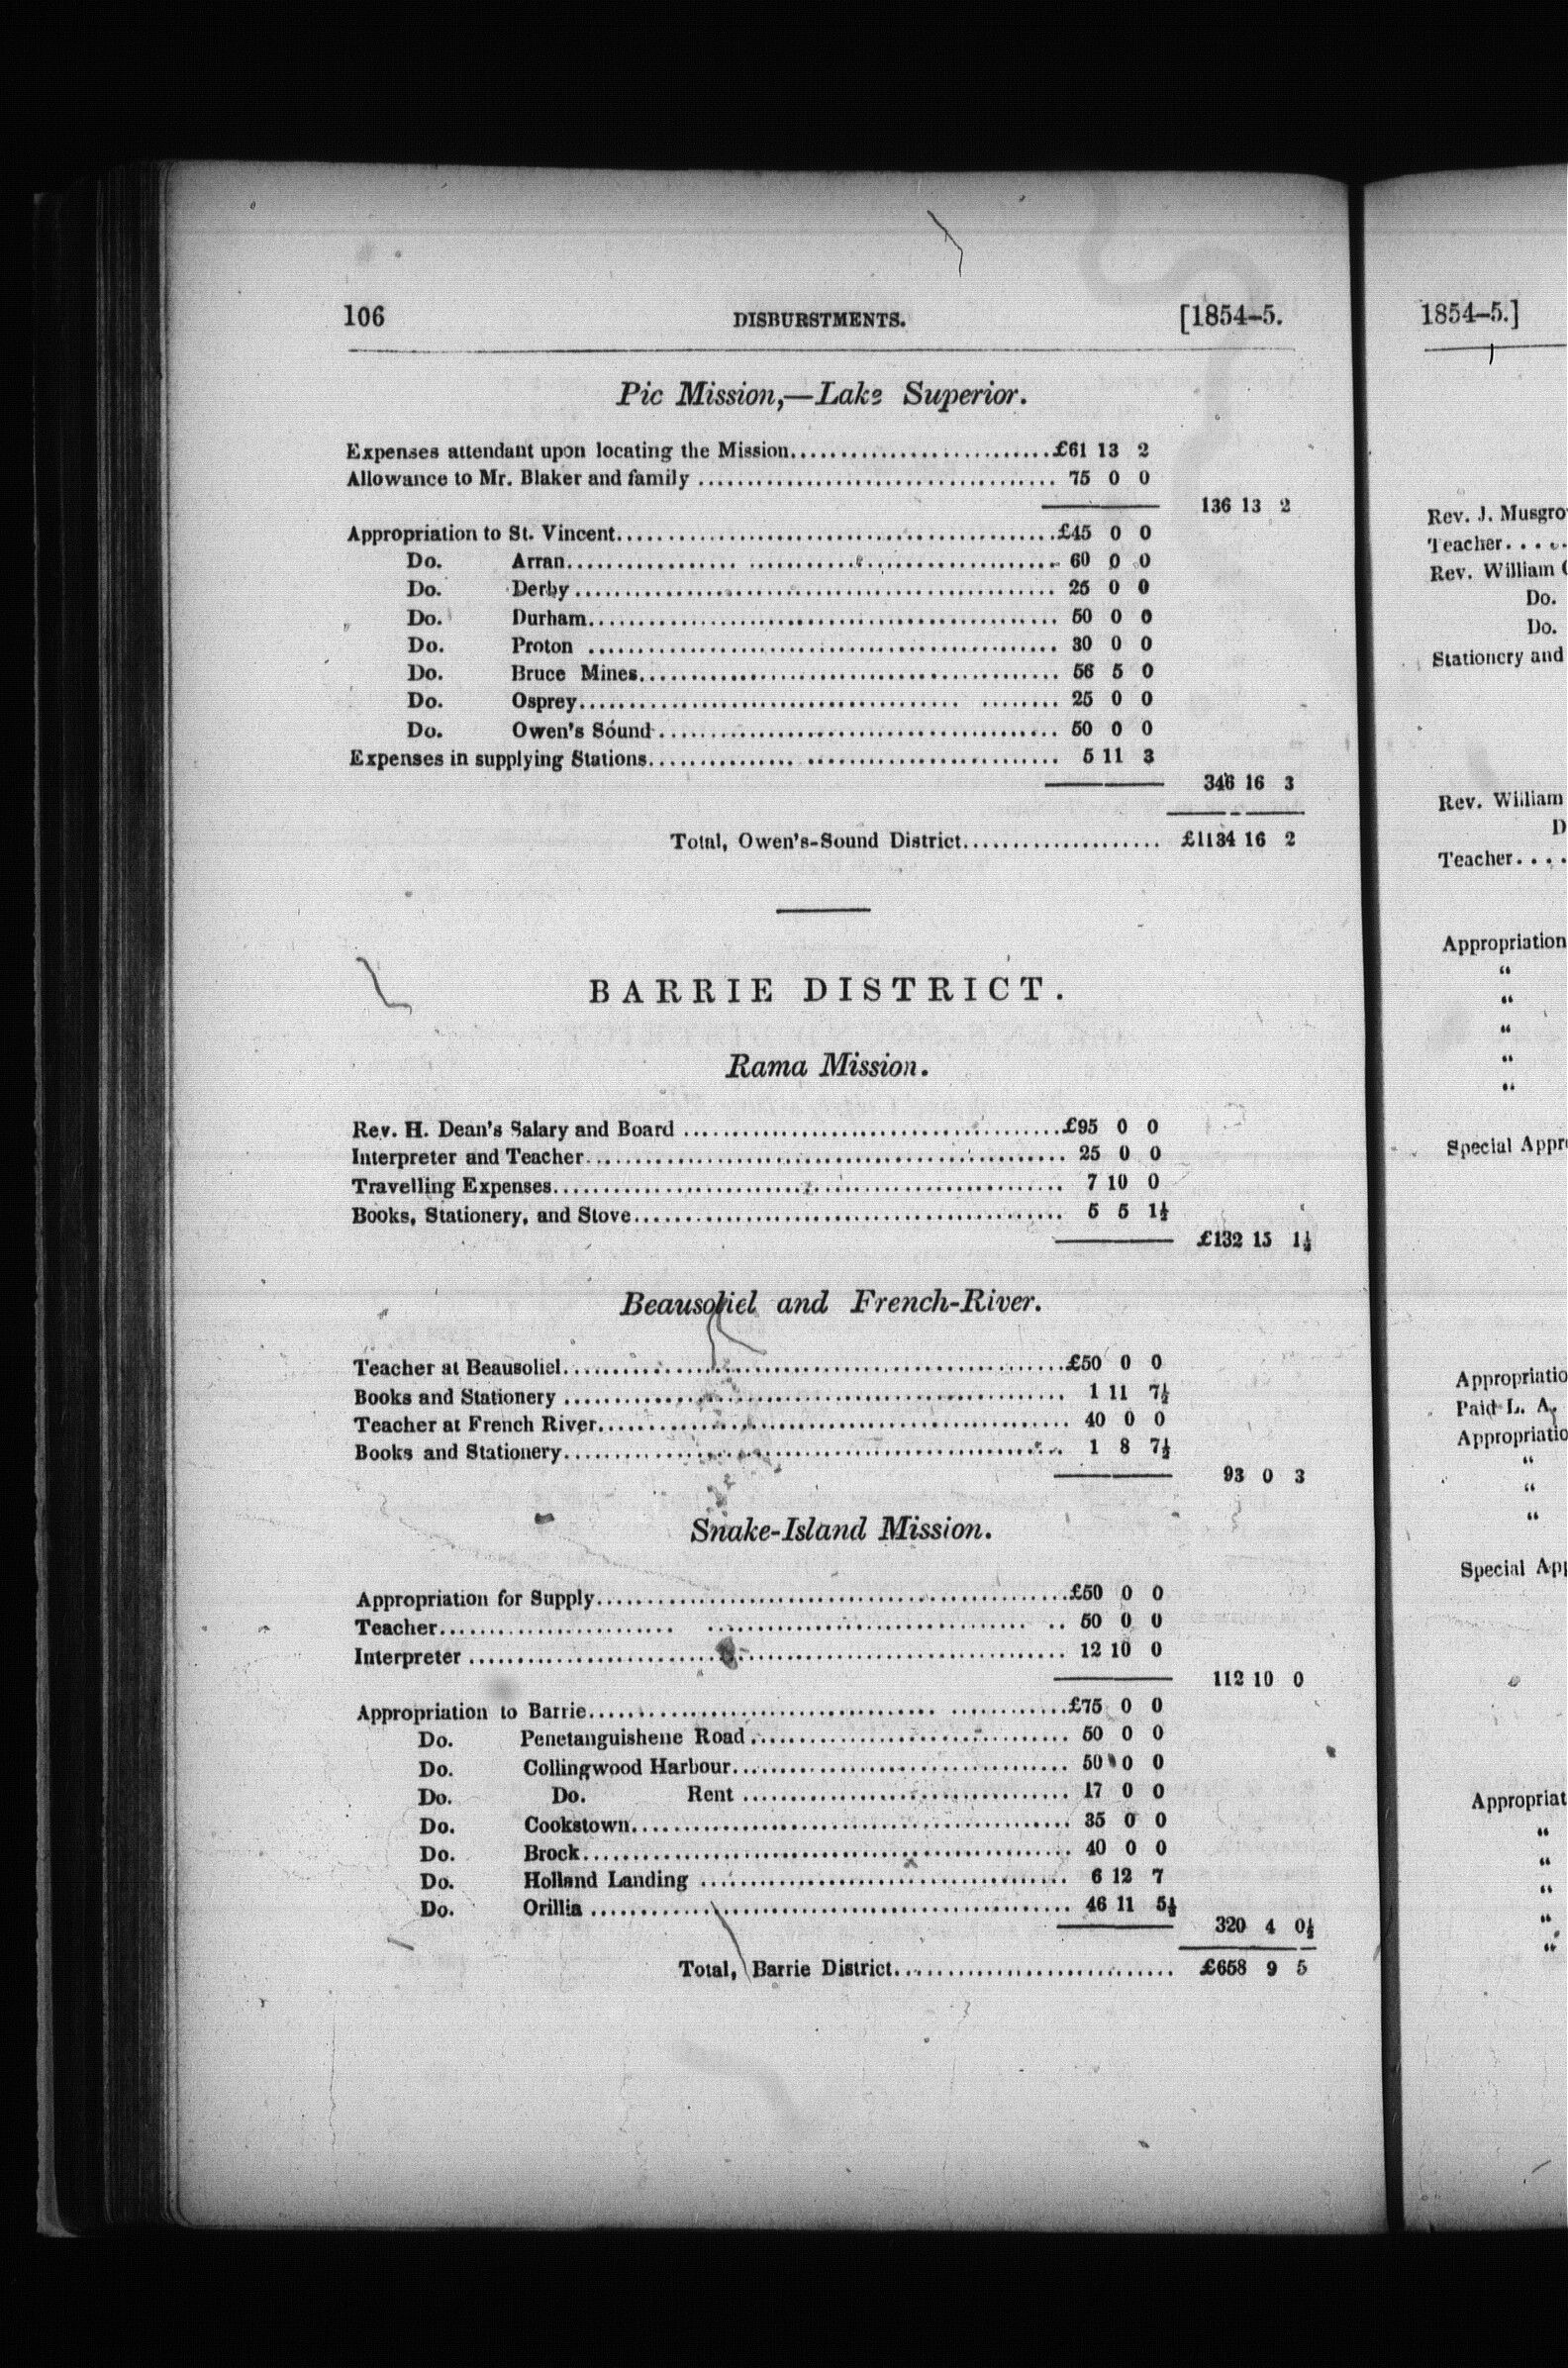 106 DISBURSTMENTS. [1854-5.
Pic Mission,—Lake Superior.
Expenses attendant upon locating the Mission..........................£61 13 2
Allowance to Mr. Blaker and family .................................... 75 0 0
136 13 2
Appropriation to St. Vincent............................................£45 0 0
Do. Arran................................................. 60 0 0
Do. Derby ................................................ 25 0 0
Do. Durham............................................... 50 0 0
Do. Proton ............................................... 30 0 0
Do. Bruce Mines.......................................... 56 5 0
Do. Osprey................................................ 25 0 0
Do. Owen's Sound........................................ 50 0 0
Expenses in supplying Stations......................................... 5 11 3
346 16 3
Total, Owen's-Sound District.................... £1134 16 2
BARRIE DISTRICT.
Rama Mission.
Rev. H. Dean's Salary and Board ......................................£95 0 0
Interpreter and Teacher................................................ 25 0 0
Travelling Expenses................................................... 7 10 0
Books, Stationery, and Stove........................................... 5 5 1½
£132 15 1½
Beausoliel and French-River.
Teacher at Beausoliel..................................................£50 0 0
Books and Stationery .................................................. 1 11 7½
Teacher at French River............................................... 40 0 0
Books and Stationery.................................................. 1 8 7½
93 0 3
Snake-Island Mission.
Appropriation for Supply...............................................£50 0 0
Teacher............................................................... 50 0 0
Interpreter ............................................................ 12 10 0
112 10 0
Appropriation to Barrie................................................£75 0 0
Do. Penetanguishene Road................................ 50 0 0
Do. Collingwood Harbour.................................. 50 0 0
Do. Do. Rent ................................. 17 0 0
Do. Cookstown............................................ 35 0 0
Do. Brock................................................. 40 0 0
Do. Holland Landing ..................................... 6 12 7
Do. Orillia ................................................ 46 11 5½
320 4 0½
Total, Barrie District............................ £658 9 5
1854-5.]
Rev. J.
Teacher....
Rev. William
Do.
Do.
Stationery and
Rev. William
Teacher....
Appropriation
“
“
“
“
“
Special
Paid L. A.
“
“
“
Special
“
“
“
“
“